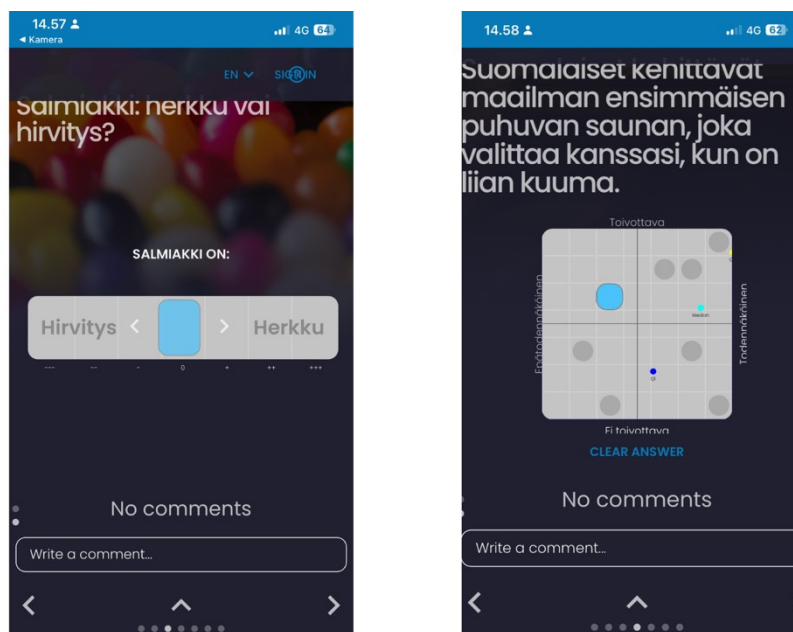 14.57
4G 64
Kamera
EN SIGN IN
Salmiakki: herkku vai
hirvitys?
SALMIAKKI ON:
Hirvitys < > Herkku
--- -- - 0 + ++ +++
No comments
Write a comment...
14.58
4G 62
Suomalaiset kehittävät
maailman ensimmäisen
puhuvan saunan, joka
valittaa kanssasi, kun on
liian kuuma.
Toivottava
Epätodennäköinen
Median
Q1
Todennäköinen
Ei toivottava
CLEAR ANSWER
No comments
Write a comment...